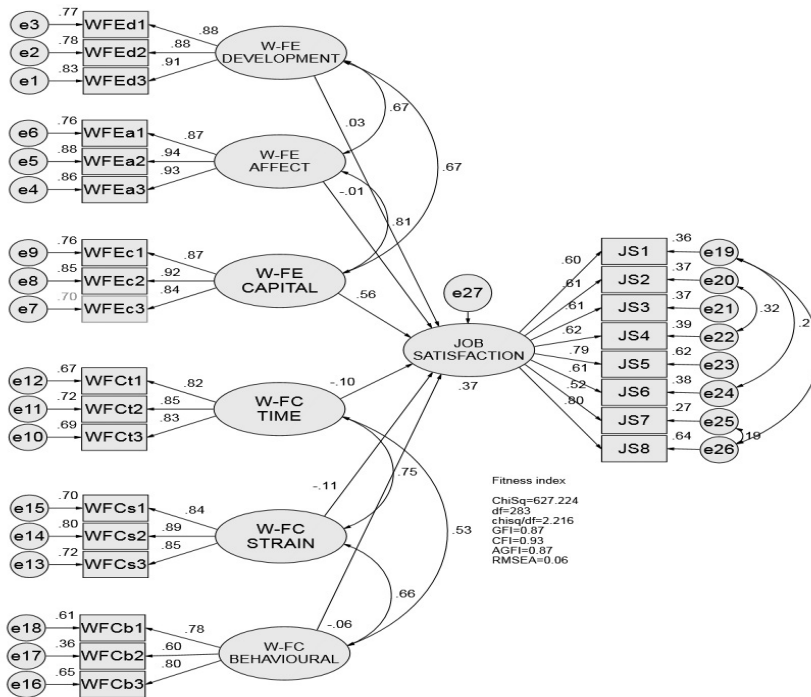 e3 .77 WFEd1 .88
e2 .78 WFEd2 .88
e1 .83 WFEd3 .91
W-FE
DEVELOPMENT
.67
.03
.67
e6 .76 WFEa1 .87
e5 .88 WFEa2 .94
e4 .86 WFEa3 .93
W-FE
AFFECT
-.01
.81
e9 .76 WFEc1 .87
e8 .85 WFEc2 .92
e7 .70 WFEc3 .84
W-FE
CAPITAL
.56
e27
JOB
SATISFACTION
.37
.60 JS1 .36 e19
.61 JS2 .37 e20
.61 JS3 .37 e21
.62 JS4 .39 e22
.79 JS5 .62 e23
.61 JS6 .38 e24
.52 JS7 .27 e25
.80 JS8 .64 e26
.32
.2
.19
e12 .67 WFCt1 .82
e11 .72 WFCt2 .85
e10 .69 WFCt3 .83
W-FC
TIME
-.10
-.11
.75
.53
e15 .70 WFCs1 .84
e14 .80 WFCs2 .89
e13 .72 WFCs3 .85
W-FC
STRAIN
.66
-.06
e18 .61 WFCb1 .78
e17 .36 WFCb2 .60
e16 .65 WFCb3 .80
W-FC
BEHAVIOURAL
Fitness index
ChiSq=627.224
df=283
chisq/df=2.216
GFI=0.87
CFI=0.93
AGFI=0.87
RMSEA=0.06